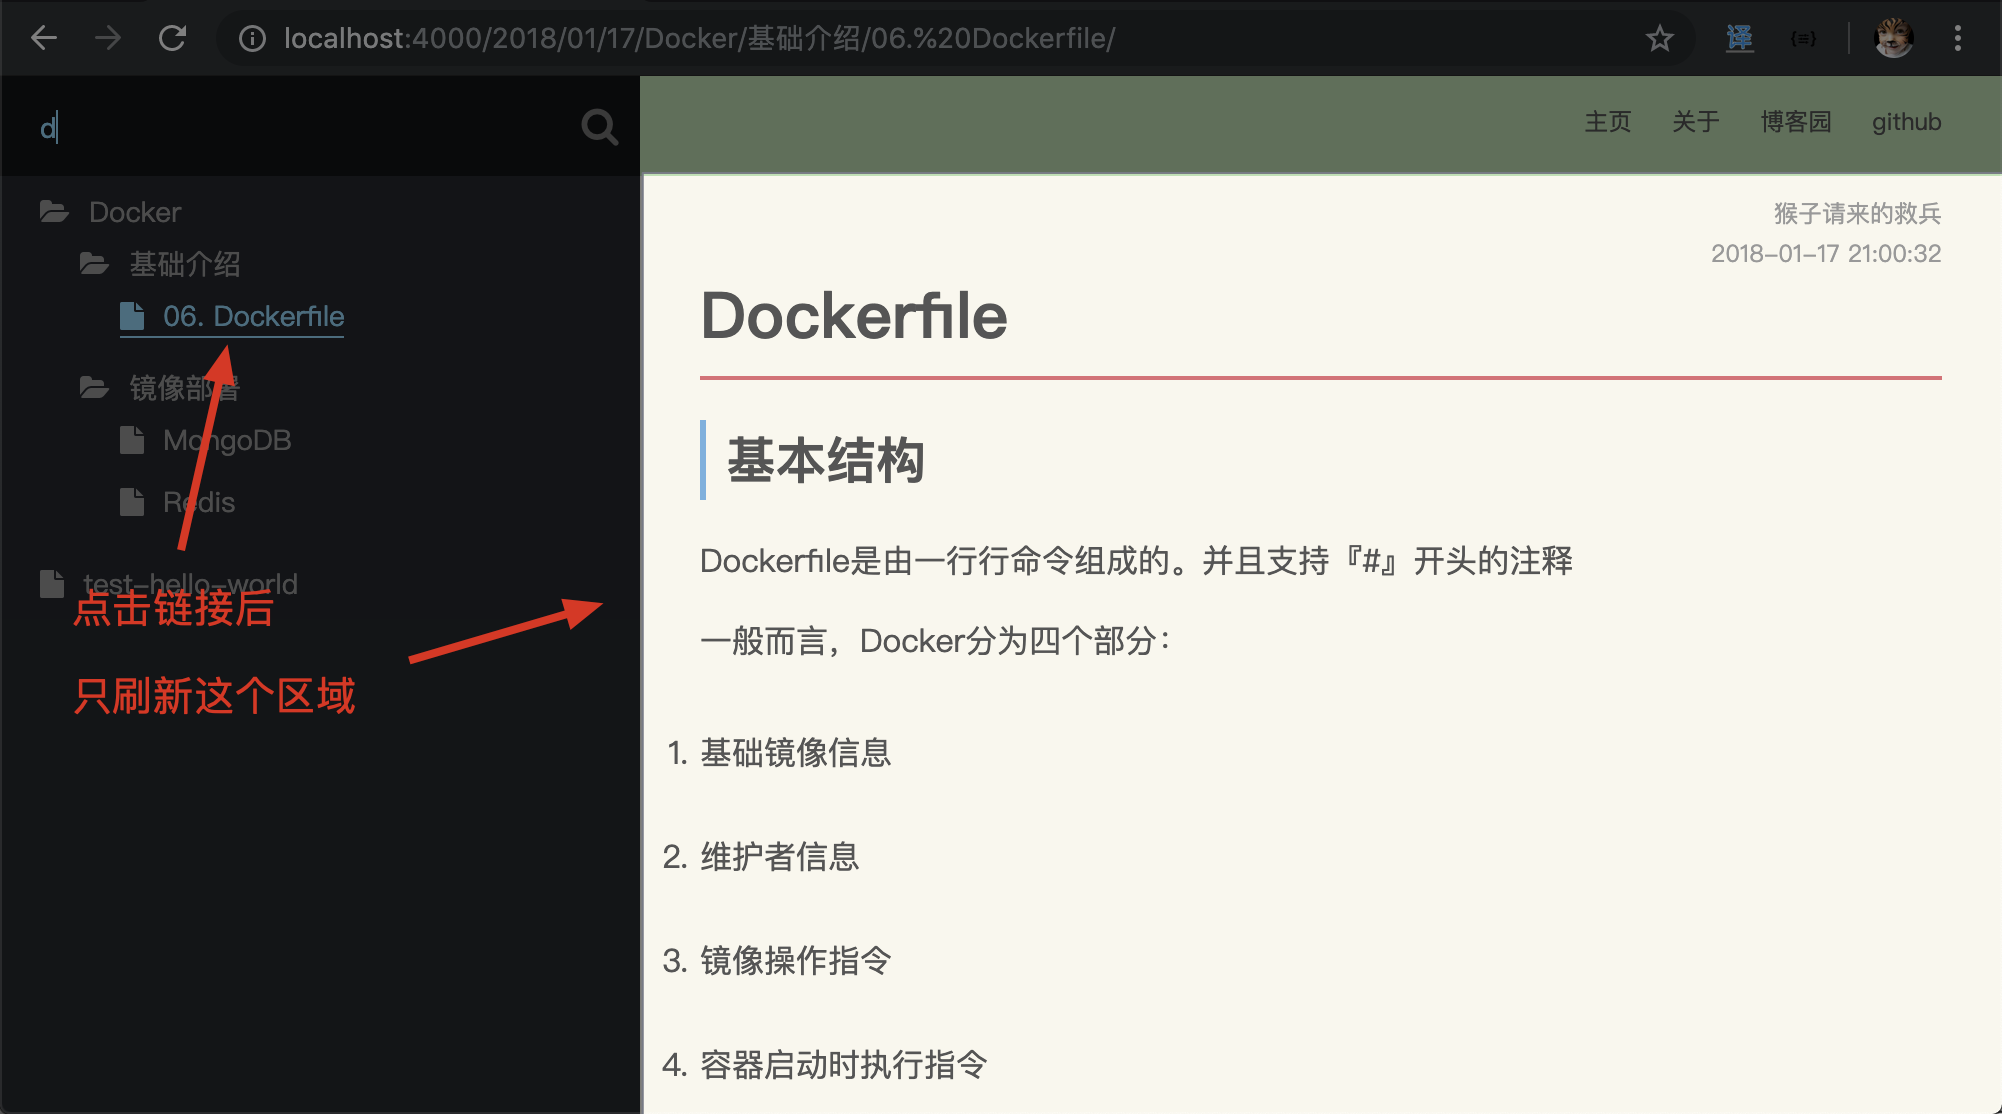 localhost:4000/2018/01/17/Docker/基础介绍/06.%20Dockerfile/
译
{≡}
d
主页 关于 博客园 github
Docker
基础介绍
06. Dockerfile
镜像部署
MongoDB
Redis
test-hello-world
点击链接后
只刷新这个区域
猴子请来的救兵
2018-01-17 21:00:32
Dockerfile
基本结构
Dockerfile是由一行行命令组成的。并且支持『#』开头的注释
一般而言，Docker分为四个部分：
1. 基础镜像信息
2. 维护者信息
3. 镜像操作指令
4. 容器启动时执行指令